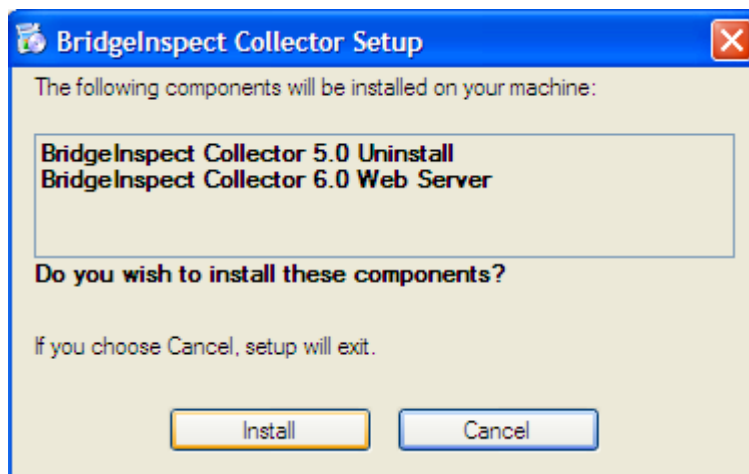 BridgeInspect Collector Setup
The following components will be installed on your machine:
BridgeInspect Collector 5.0 Uninstall
BridgeInspect Collector 6.0 Web Server
Do you wish to install these components?
If you choose Cancel, setup will exit.
Install Cancel